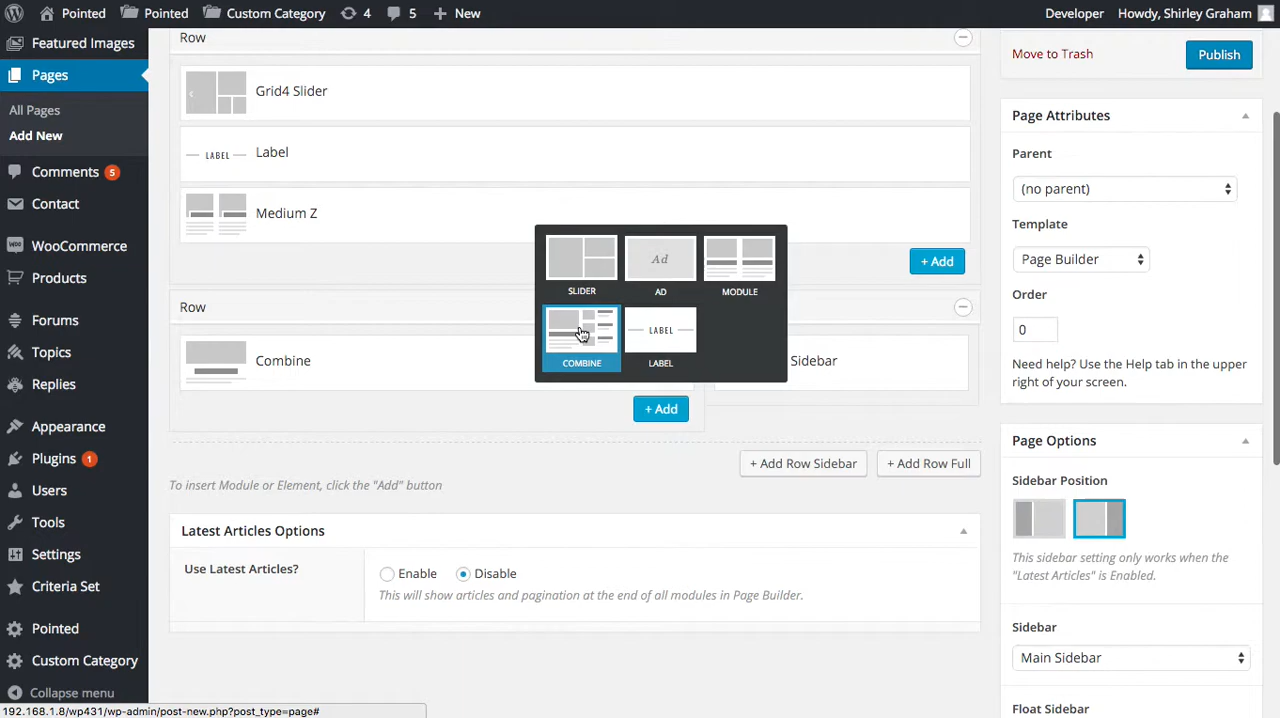 Pointed
Pointed
Custom Category
4
5
New
Developer
Howdy, Shirley Graham
Featured Images
Pages
All Pages
Add New
Comments 5
Contact
WooCommerce
Products
Forums
Topics
Replies
Appearance
Plugins 1
Users
Tools
Settings
Criteria Set
Pointed
Custom Category
Collapse menu
Row
Grid4 Slider
LABEL
Label
Medium Z
+ Add
SLIDER
Ad
AD
MODULE
COMBINE
LABEL
LABEL
Row
Combine
Sidebar
+ Add
+ Add Row Sidebar
+ Add Row Full
To insert Module or Element, click the "Add" button
Latest Articles Options
Use Latest Articles?
Enable
Disable
This will show articles and pagination at the end of all modules in Page Builder.
Move to Trash
Publish
Page Attributes
Parent
(no parent)
Template
Page Builder
Order
0
Need help? Use the Help tab in the upper
right of your screen.
Page Options
Sidebar Position
This sidebar setting only works when the
"Latest Articles" is Enabled.
Sidebar
Main Sidebar
Float Sidebar
192.168.1.8/wp431/wp-admin/post-new.php?post_type=page#